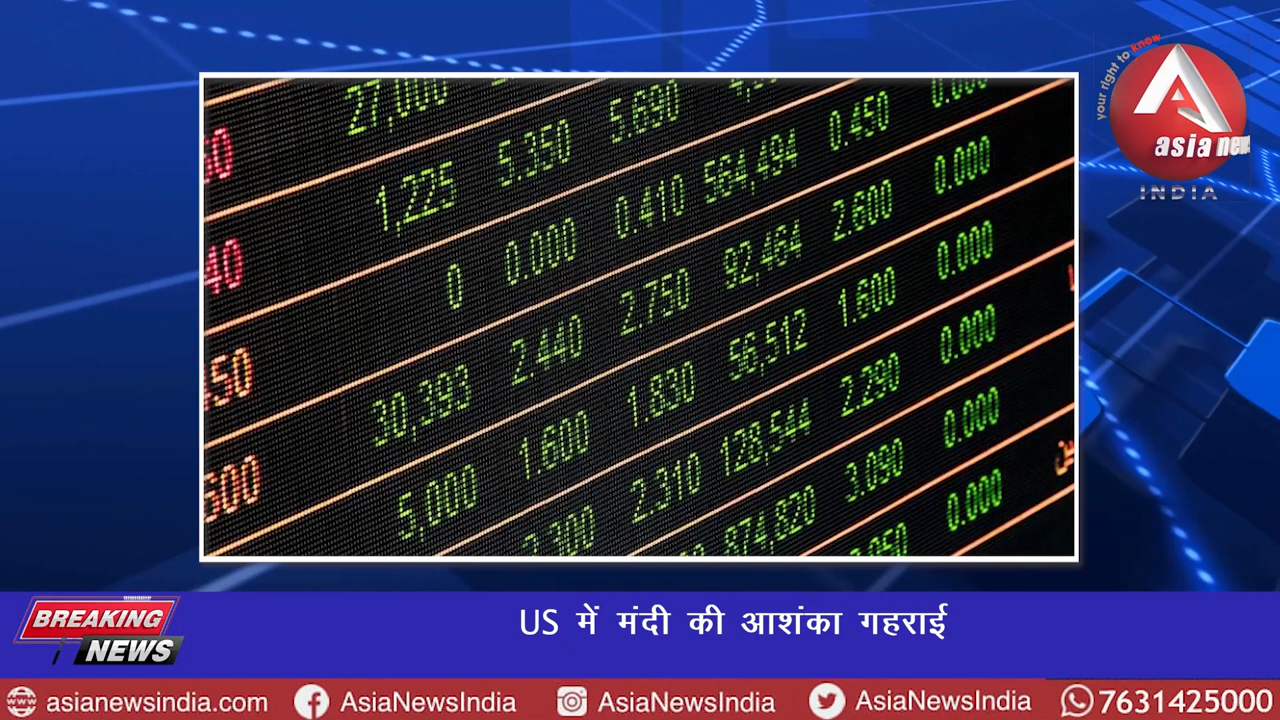 your right to know
asia news
INDIA
27,000 5.690
1,225 5.350 564,494 0.450 0.000
0 0.000 0.410 92,464 2.600 0.000
40
30,393 2.440 2.750 56,512 1.600 0.000
5,000 1.600 1.830 128,544 2.290 0.000
2.310 874,820 3.090 0.000
US में मंदी की आशंका गहराई
BREAKING
NEWS
asianewsindia.com AsiaNewsIndia AsiaNewsIndia AsiaNewsIndia 7631425000